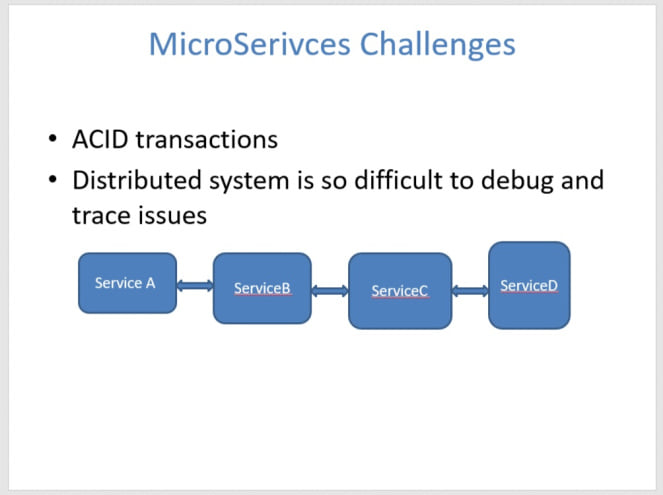 MicroSerivces Challenges
• ACID transactions
• Distributed system is so difficult to debug and
trace issues
Service A
ServiceB
ServiceC
ServiceD